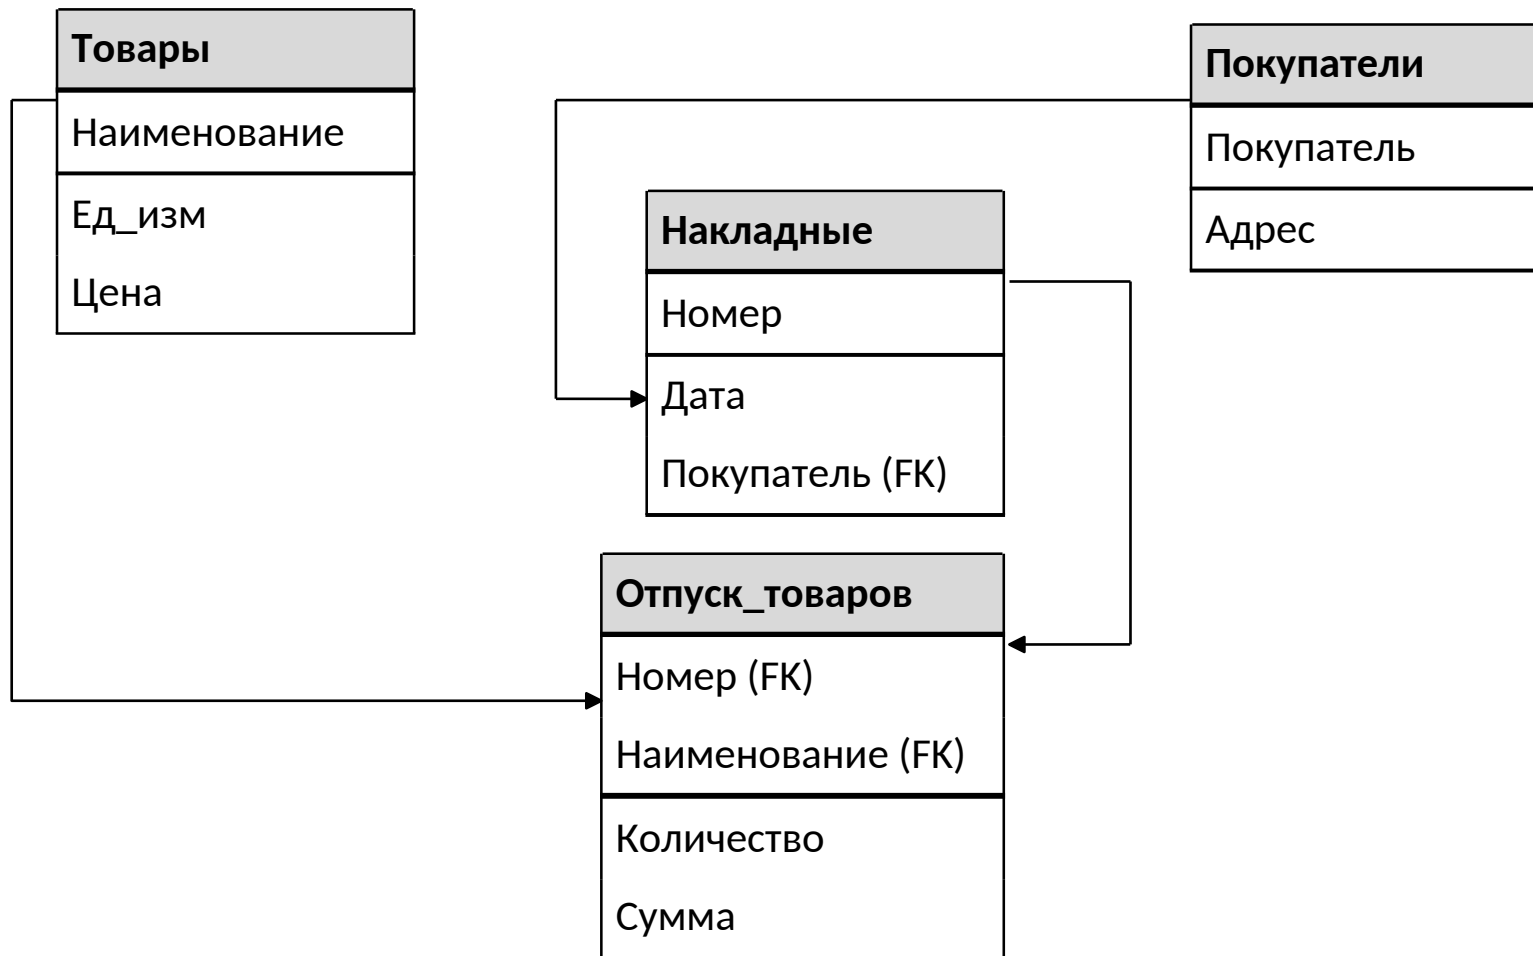 Товары
Наименование
Ед_изм
Цена
Покупатели
Покупатель
Адрес
Накладные
Номер
Дата
Покупатель (FK)
Отпуск_товаров
Номер (FK)
Наименование (FK)
Количество
Сумма